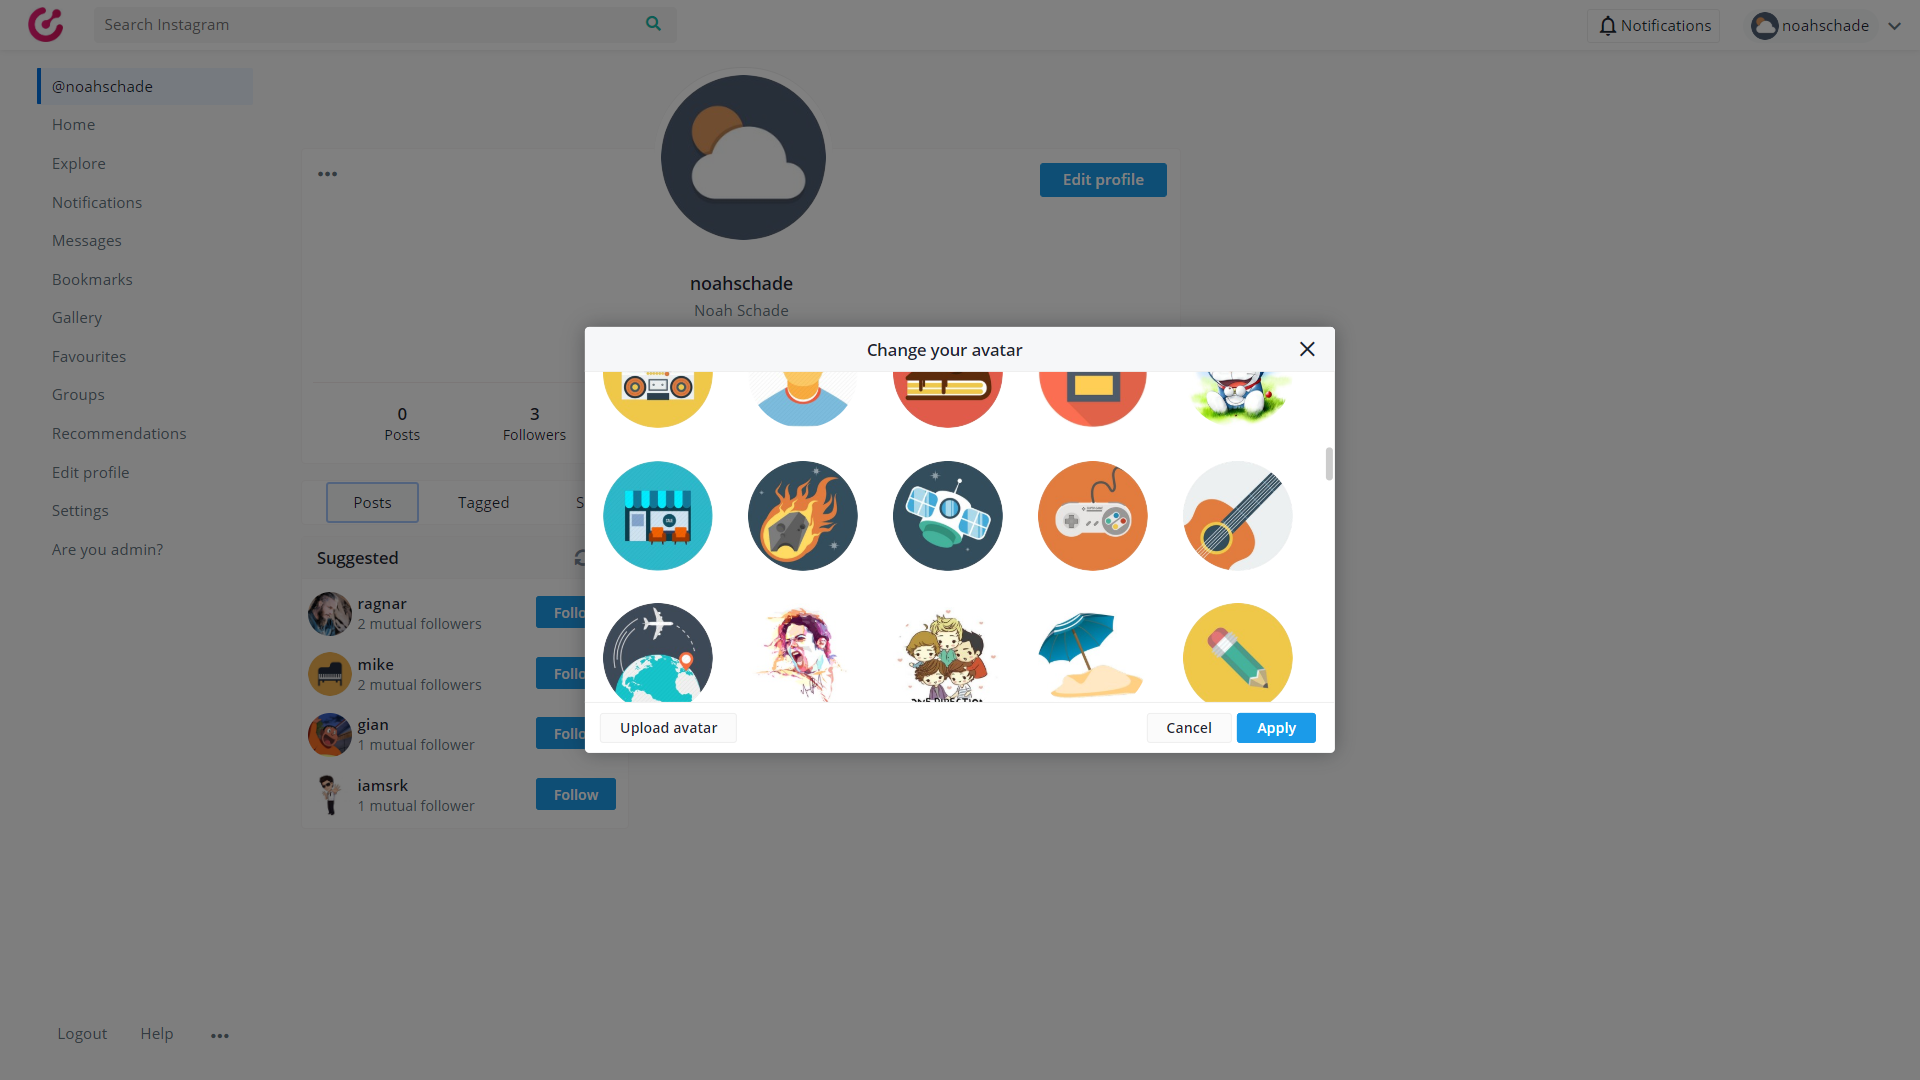 Search Instagram
Notifications
noahschade
@noahschade
Home
Explore
Notifications
Messages
Bookmarks
Gallery
Favourites
Groups
Recommendations
Edit profile
Settings
Are you admin?
Logout
Help
Edit profile
noahschade
Noah Schade
0
Posts
3
Followers
Posts
Tagged
S
Suggested
ragnar
2 mutual followers
Follo
mike
2 mutual followers
Follo
gian
1 mutual follower
Follo
iamsrk
1 mutual follower
Follow
Change your avatar
ONE DIRECTION
Upload avatar
Cancel
Apply